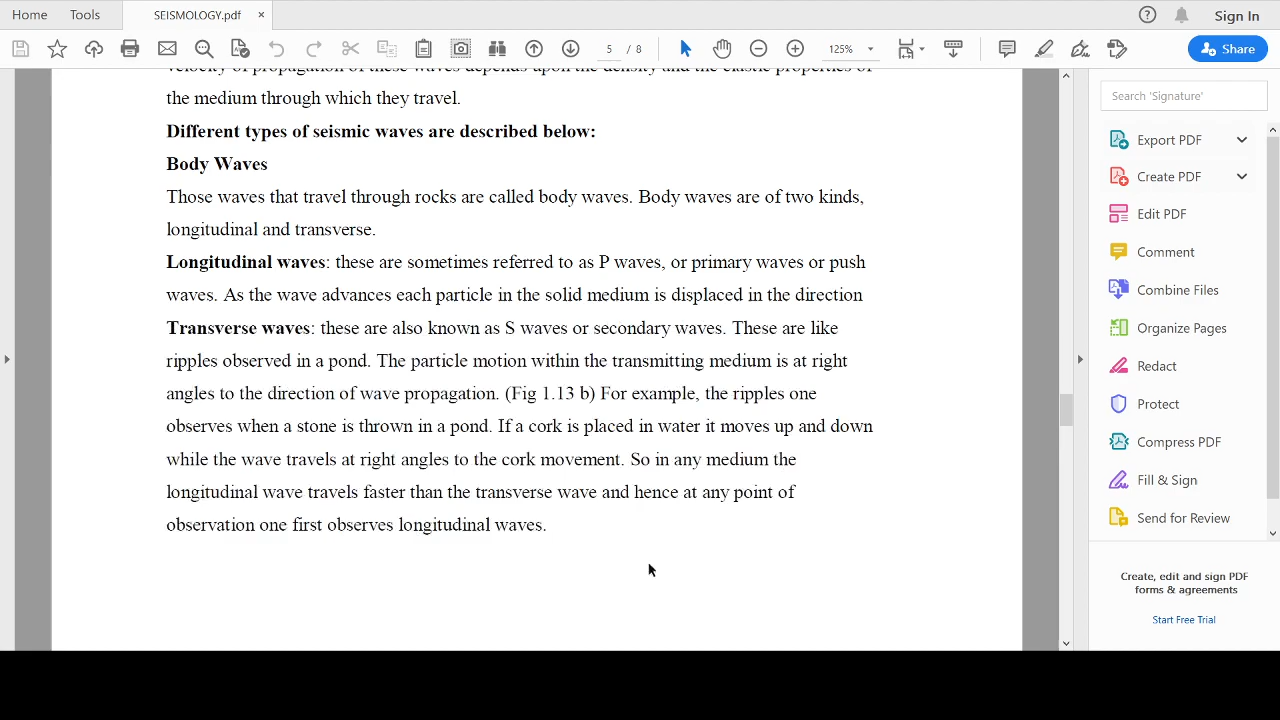 Home Tools SEISMOLOGY.pdf × Sign In
5 / 8 125% Share
velocity of propagation of these waves depends upon the density and the elastic properties of
the medium through which they travel.
Different types of seismic waves are described below:
Body Waves
Those waves that travel through rocks are called body waves. Body waves are of two kinds,
longitudinal and transverse.
Longitudinal waves: these are sometimes referred to as P waves, or primary waves or push
waves. As the wave advances each particle in the solid medium is displaced in the direction
Transverse waves: these are also known as S waves or secondary waves. These are like
ripples observed in a pond. The particle motion within the transmitting medium is at right
angles to the direction of wave propagation. (Fig 1.13 b) For example, the ripples one
observes when a stone is thrown in a pond. If a cork is placed in water it moves up and down
while the wave travels at right angles to the cork movement. So in any medium the
longitudinal wave travels faster than the transverse wave and hence at any point of
observation one first observes longitudinal waves.
Search 'Signature'
Export PDF
Create PDF
Edit PDF
Comment
Combine Files
Organize Pages
Redact
Protect
Compress PDF
Fill & Sign
Send for Review
Create, edit and sign PDF
forms & agreements
Start Free Trial